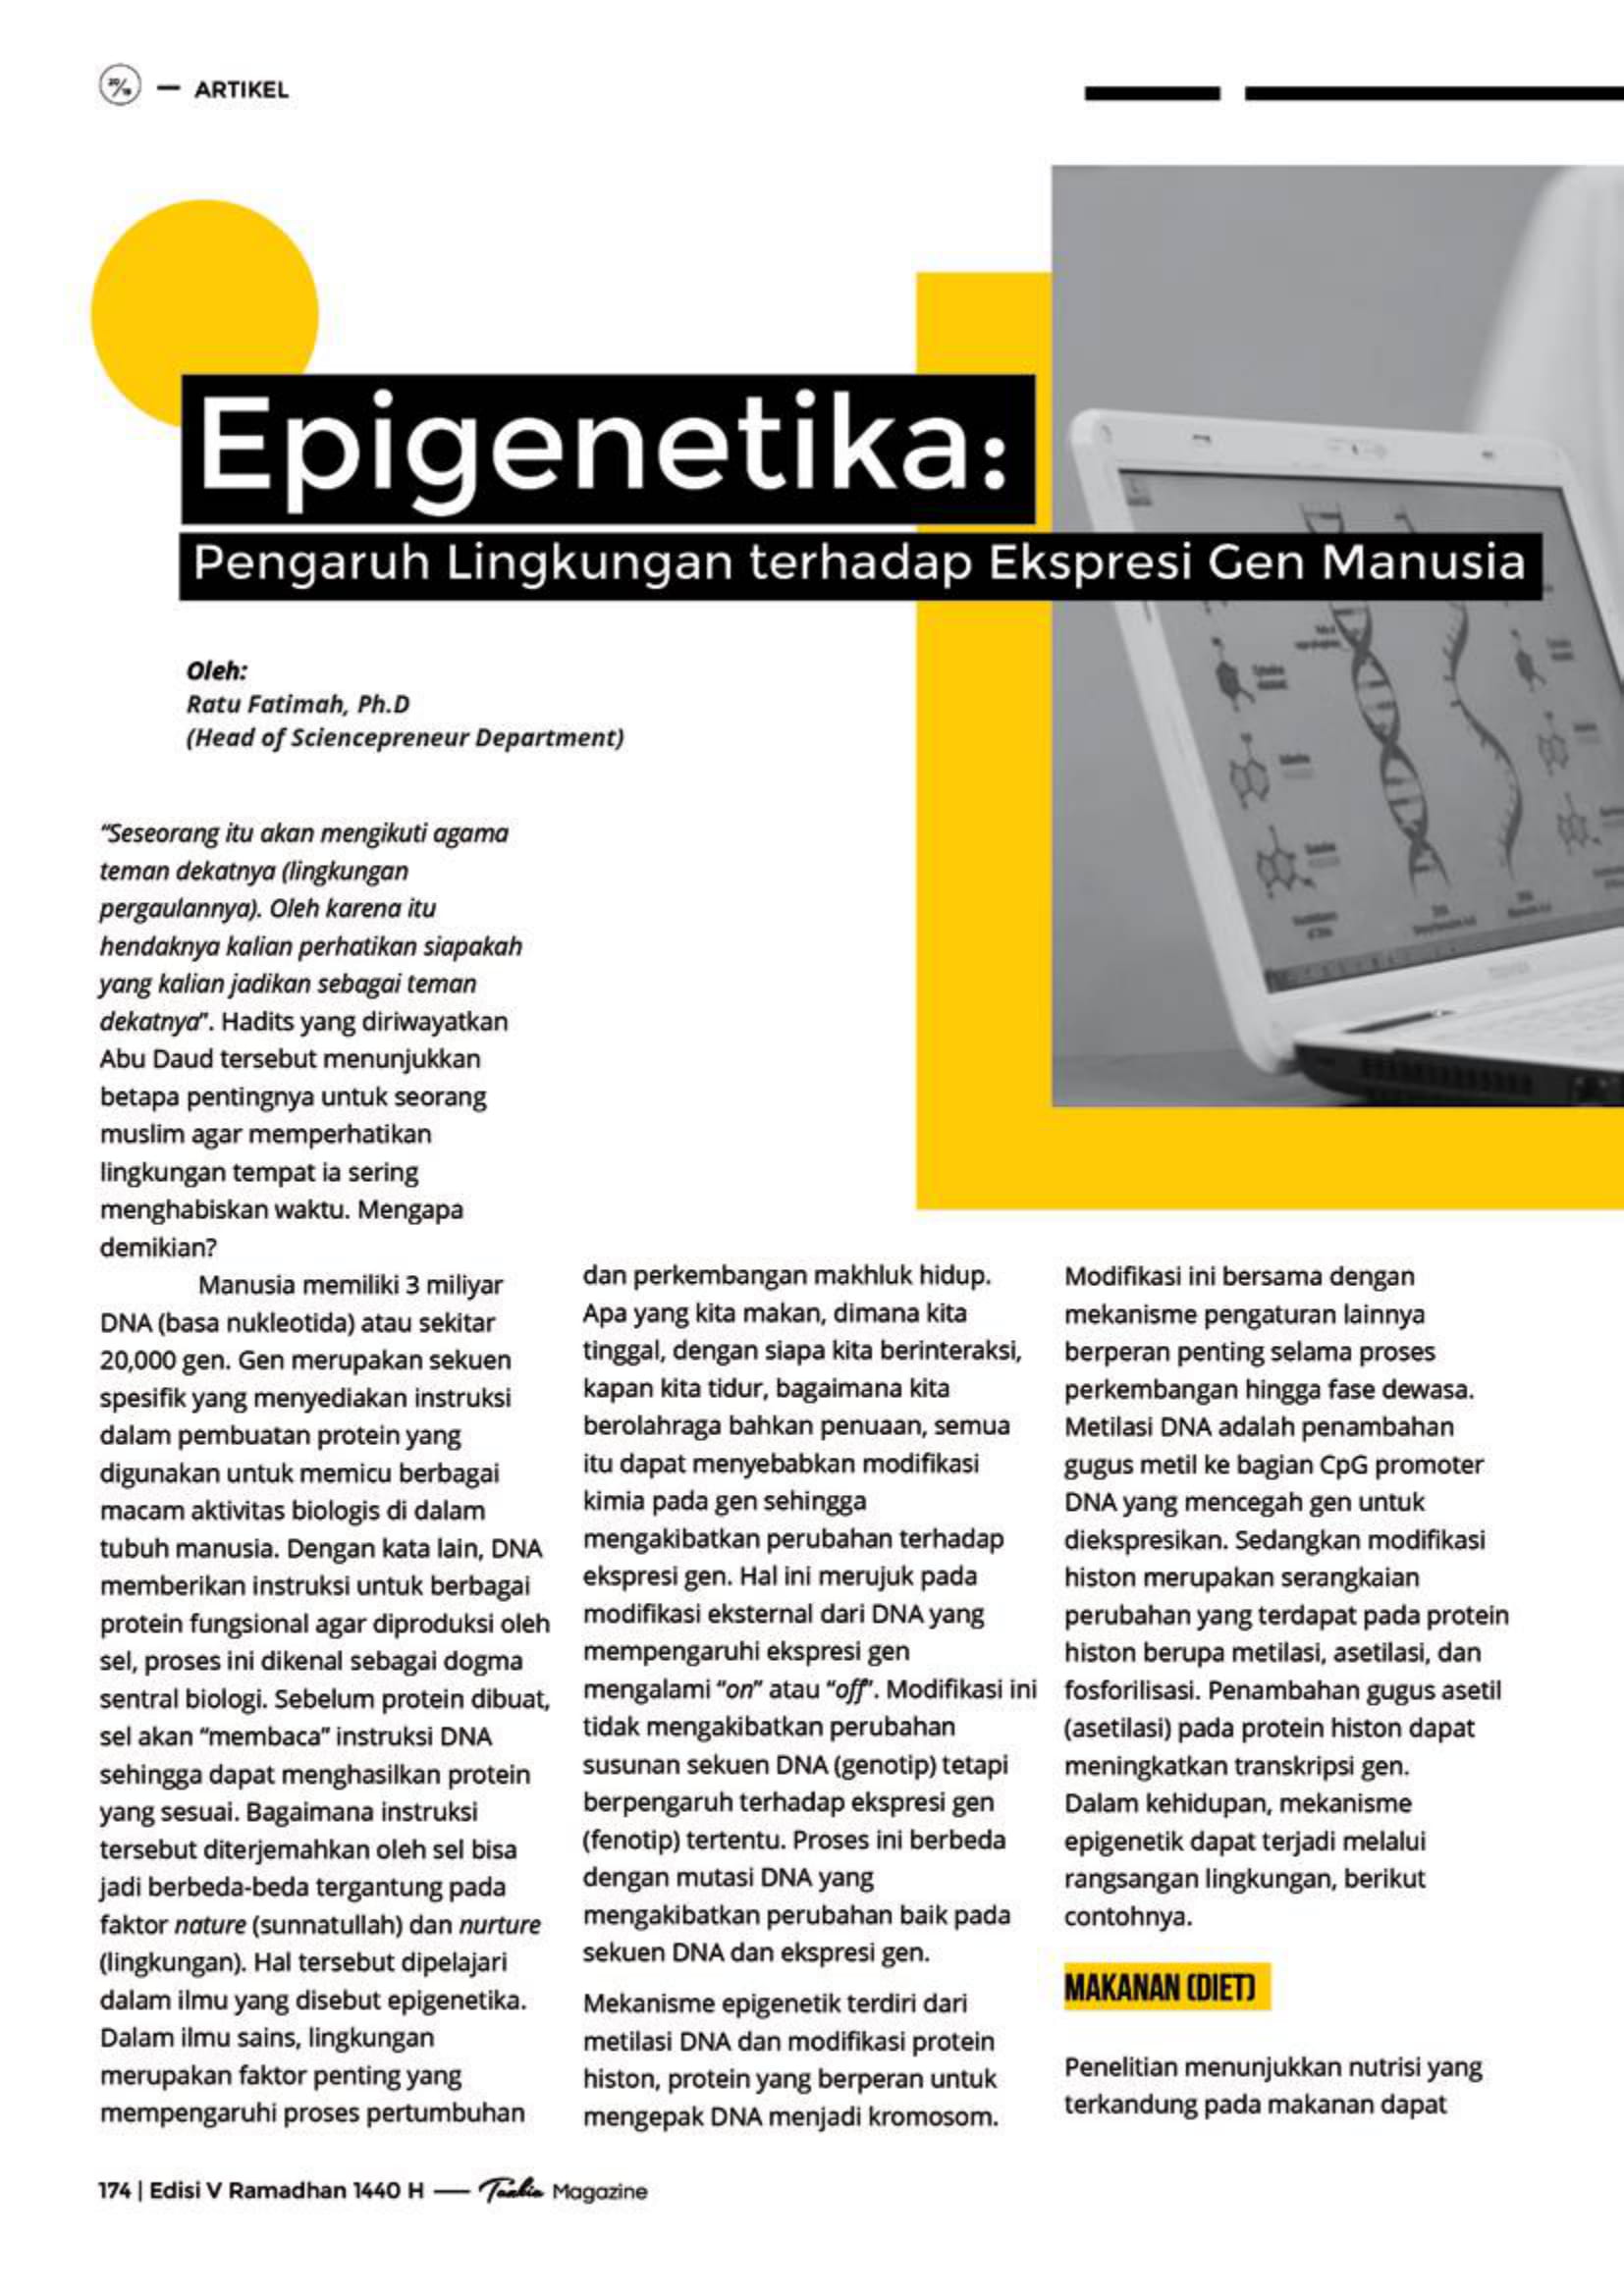 20/19 — ARTIKEL
Epigenetika:
Pengaruh Lingkungan terhadap Ekspresi Gen Manusia
Oleh:
Ratu Fatimah, Ph.D
(Head of Sciencepreneur Department)
“Seseorang itu akan mengikuti agama
teman dekatnya (lingkungan
pergaulannya). Oleh karena itu
hendaknya kalian perhatikan siapakah
yang kalian jadikan sebagai teman
dekatnya”. Hadits yang diriwayatkan
Abu Daud tersebut menunjukkan
betapa pentingnya untuk seorang
muslim agar memperhatikan
lingkungan tempat ia sering
menghabiskan waktu. Mengapa
demikian?
Manusia memiliki 3 miliyar
DNA (basa nukleotida) atau sekitar
20,000 gen. Gen merupakan sekuen
spesifik yang menyediakan instruksi
dalam pembuatan protein yang
digunakan untuk memicu berbagai
macam aktivitas biologis di dalam
tubuh manusia. Dengan kata lain, DNA
memberikan instruksi untuk berbagai
protein fungsional agar diproduksi oleh
sel, proses ini dikenal sebagai dogma
sentral biologi. Sebelum protein dibuat,
sel akan “membaca” instruksi DNA
sehingga dapat menghasilkan protein
yang sesuai. Bagaimana instruksi
tersebut diterjemahkan oleh sel bisa
jadi berbeda-beda tergantung pada
faktor nature (sunnatullah) dan nurture
(lingkungan). Hal tersebut dipelajari
dalam ilmu yang disebut epigenetika.
Dalam ilmu sains, lingkungan
merupakan faktor penting yang
mempengaruhi proses pertumbuhan
dan perkembangan makhluk hidup.
Apa yang kita makan, dimana kita
tinggal, dengan siapa kita berinteraksi,
kapan kita tidur, bagaimana kita
berolahraga bahkan penuaan, semua
itu dapat menyebabkan modifikasi
kimia pada gen sehingga
mengakibatkan perubahan terhadap
ekspresi gen. Hal ini merujuk pada
modifikasi eksternal dari DNA yang
mempengaruhi ekspresi gen
mengalami “on” atau “off”. Modifikasi ini
tidak mengakibatkan perubahan
susunan sekuen DNA (genotip) tetapi
berpengaruh terhadap ekspresi gen
(fenotip) tertentu. Proses ini berbeda
dengan mutasi DNA yang
mengakibatkan perubahan baik pada
sekuen DNA dan ekspresi gen.
Mekanisme epigenetik terdiri dari
metilasi DNA dan modifikasi protein
histon, protein yang berperan untuk
mengepak DNA menjadi kromosom.
Modifikasi ini bersama dengan
mekanisme pengaturan lainnya
berperan penting selama proses
perkembangan hingga fase dewasa.
Metilasi DNA adalah penambahan
gugus metil ke bagian CpG promoter
DNA yang mencegah gen untuk
diekspresikan. Sedangkan modifikasi
histon merupakan serangkaian
perubahan yang terdapat pada protein
histon berupa metilasi, asetilasi, dan
fosforilisasi. Penambahan gugus asetil
(asetilasi) pada protein histon dapat
meningkatkan transkripsi gen.
Dalam kehidupan, mekanisme
epigenetik dapat terjadi melalui
rangsangan lingkungan, berikut
contohnya.
MAKANAN (DIET)
Penelitian menunjukkan nutrisi yang
terkandung pada makanan dapat
174 | Edisi V Ramadhan 1440 H — Tazkia Magazine